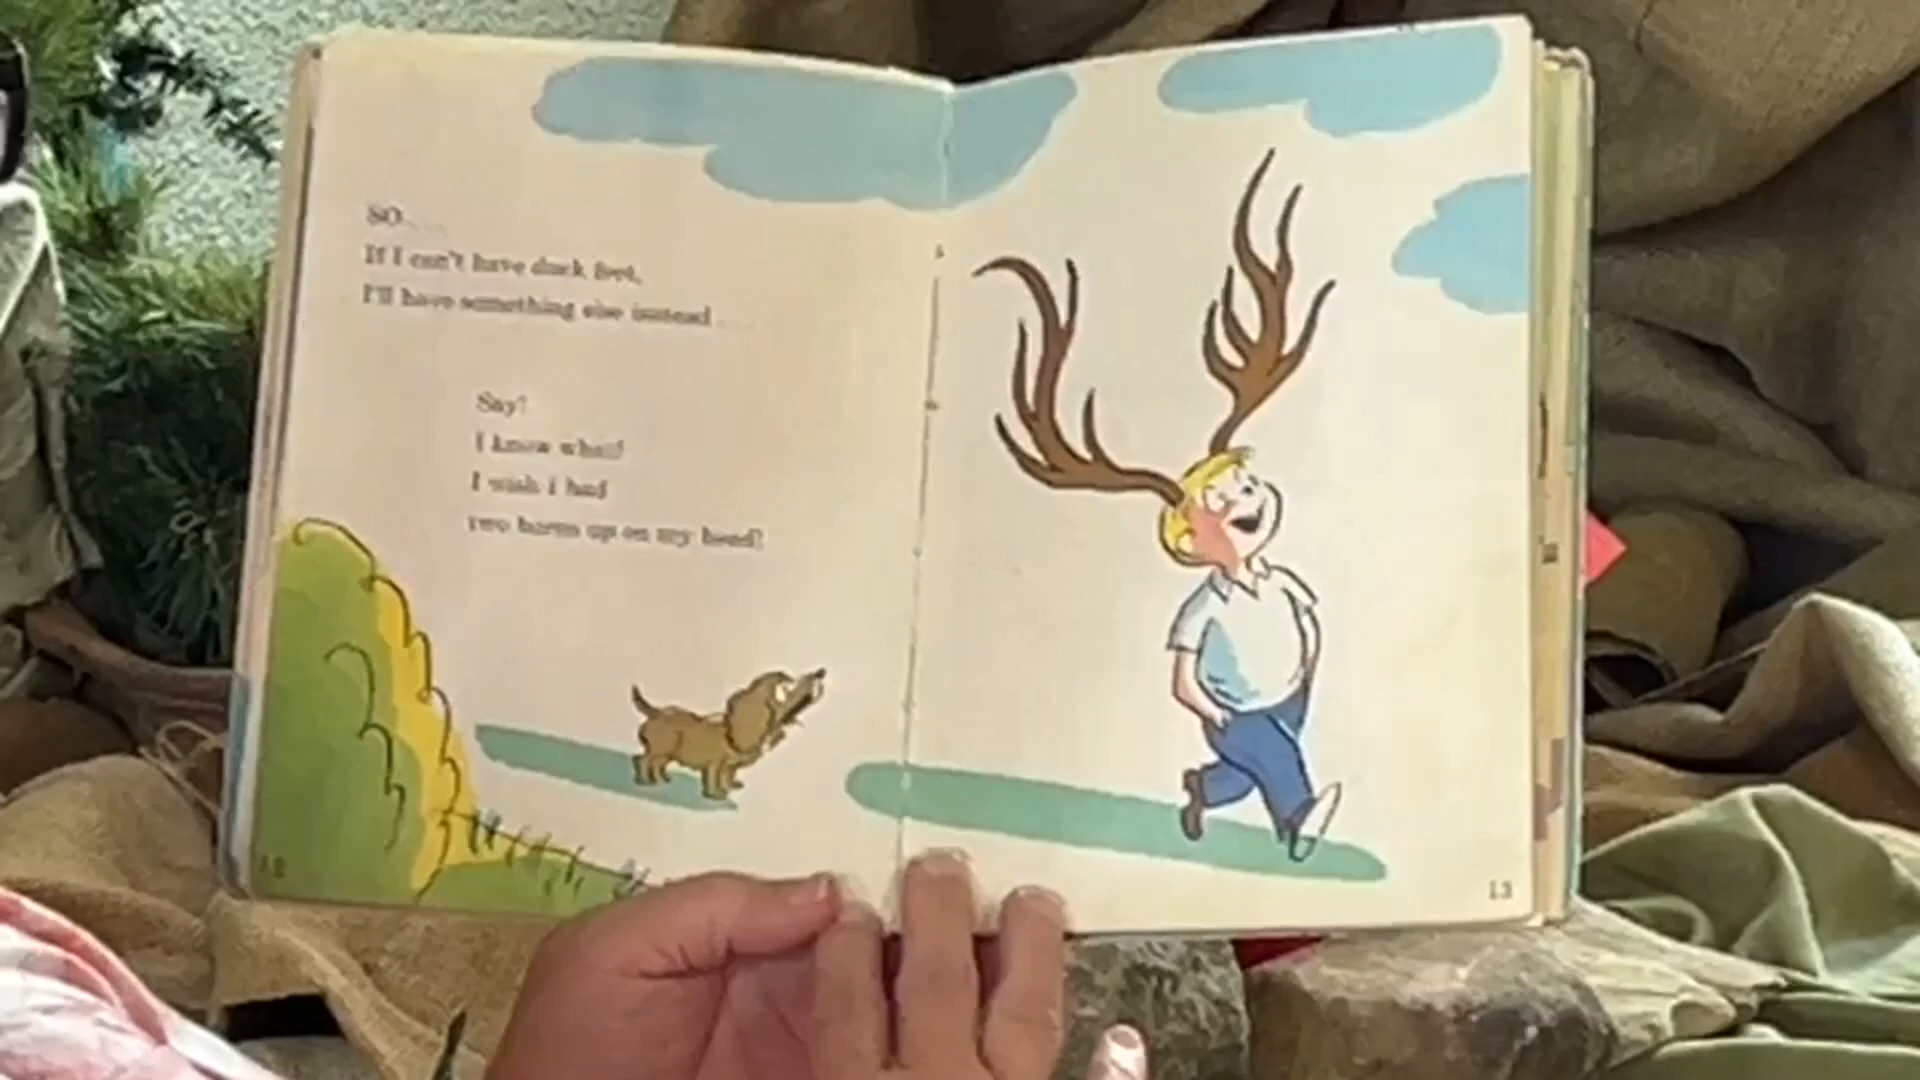 SO...
If I can't have duck feet,
I'll have something else instead...
Say!
I know what!
I wish I had
two horns up on my head!
12
13